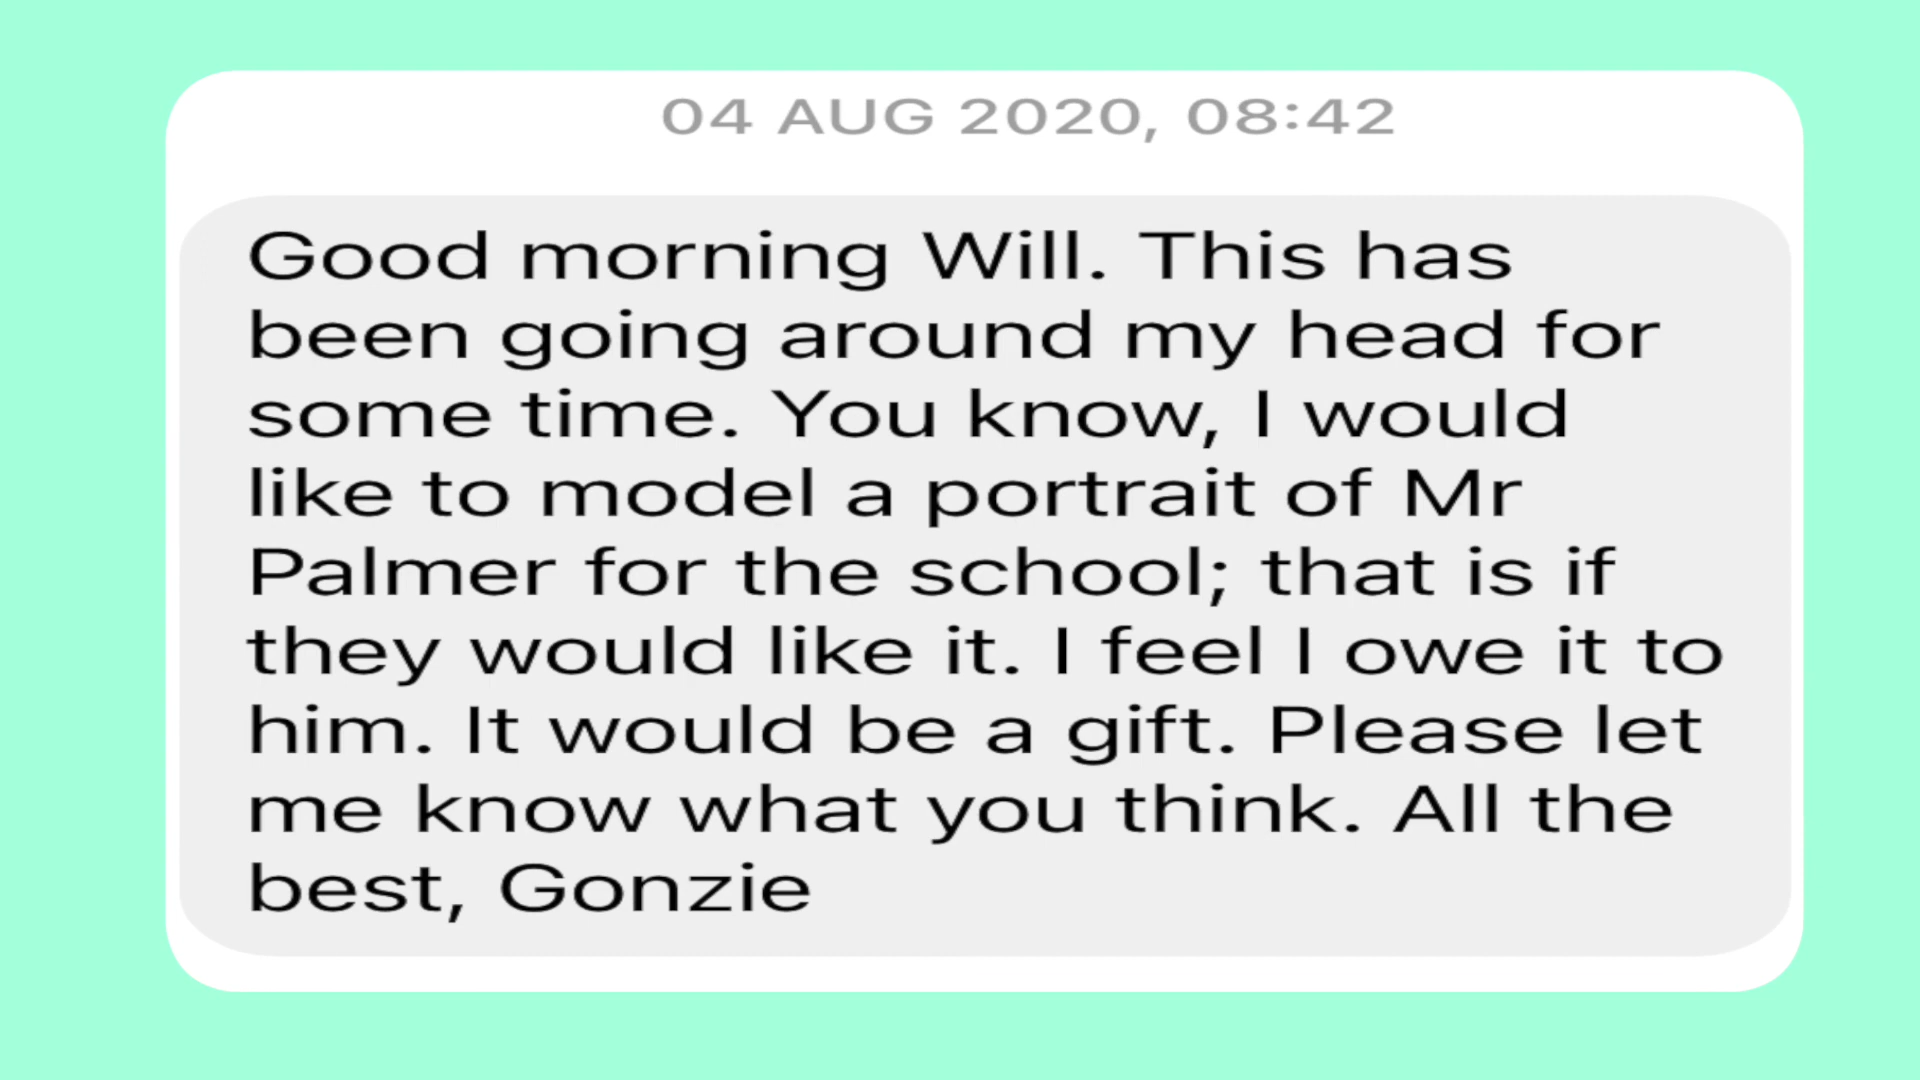 04 AUG 2020, 08:42
Good morning Will. This has
been going around my head for
some time. You know, I would
like to model a portrait of Mr
Palmer for the school; that is if
they would like it. I feel I owe it to
him. It would be a gift. Please let
me know what you think. All the
best, Gonzie